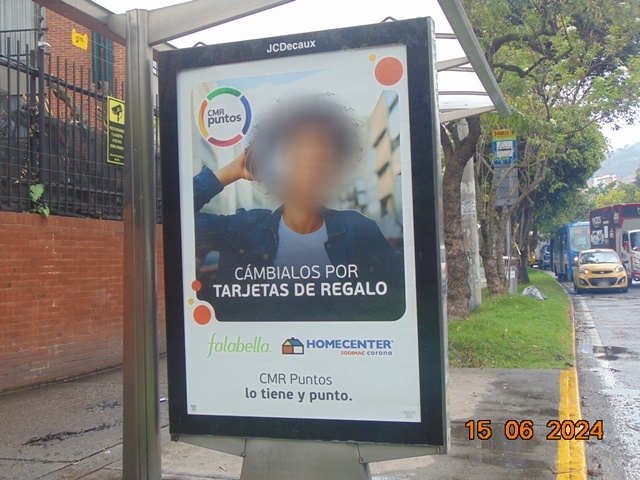 JCDecaux
CMR
puntos
CÁMBIALOS POR
TARJETAS DE REGALO
falabella.
HOMECENTER
SODIMAC corona
CMR Puntos
lo tiene y punto.
15 06 2024